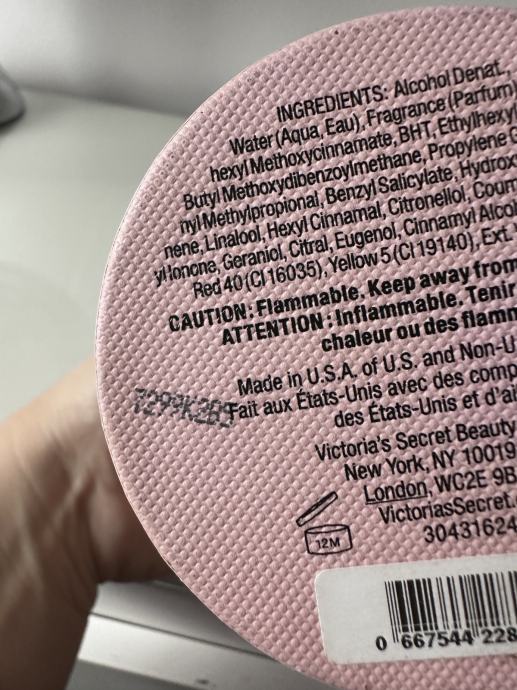 INGREDIENTS: Alcohol Denat.,
Water (Aqua, Eau), Fragrance (Parfum)
hexyl Methoxycinnamate, BHT, Ethylhexyl
Butyl Methoxydibenzoylmethane, Propylene G
nyl Methylpropional, Benzyl Salicylate, Hydrox
nene, Linalool, Hexyl Cinnamal, Citronellol, Coum
yl Ionone, Geraniol, Citral, Eugenol, Cinnamyl Alco
Red 40 (CI 16035), Yellow 5 (CI 19140), Ext.
CAUTION: Flammable. Keep away from
ATTENTION : Inflammable. Tenir
chaleur ou des flamm
Made in U.S.A. of U.S. and Non-U
Fait aux États-Unis avec des comp
des États-Unis et d'ai
Victoria's Secret Beauty
New York, NY 10019
London, WC2E 9B
VictoriasSecret.
30431624
12M
0 667544 228